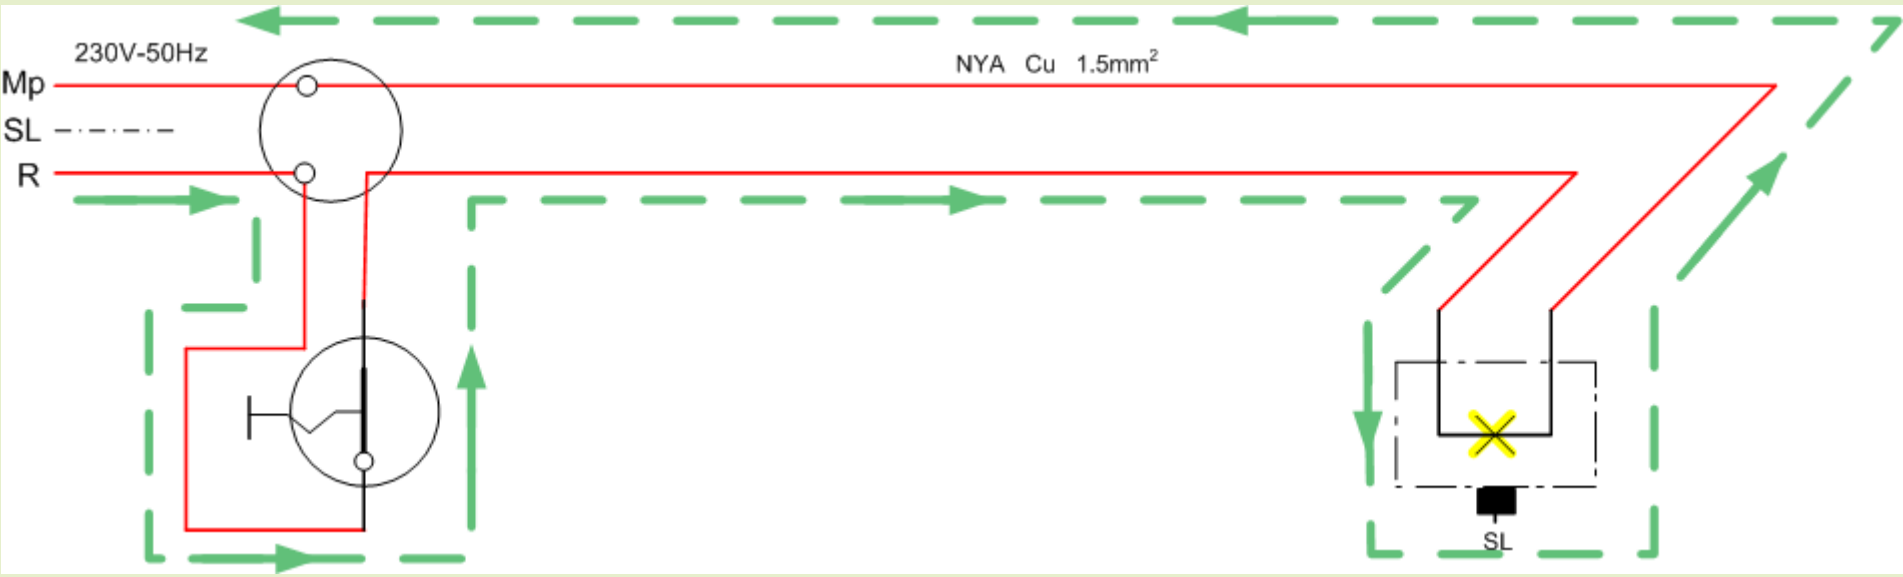 230V-50Hz
NYA Cu 1.5mm²
Mp
SL
R
SL